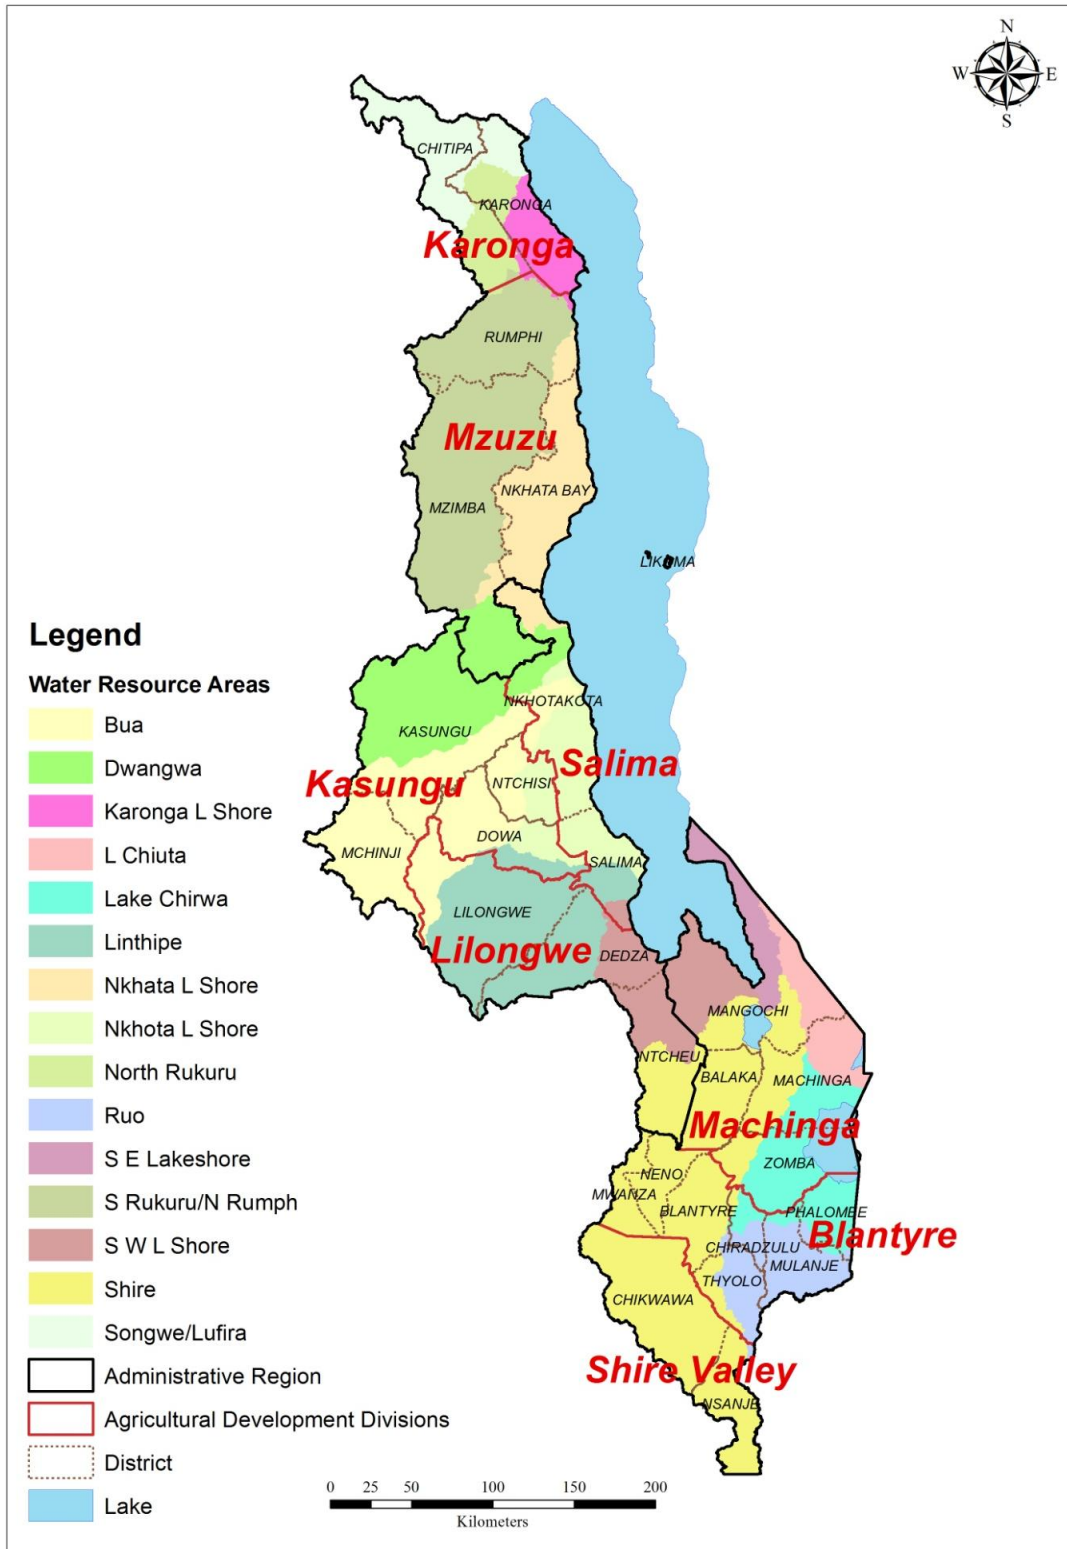 N
W
E
S
CHITIPA
KARONGA
Karonga
RUMPHI
Mzuzu
NKHATA BAY
MZIMBA
LIKOMA
NKHOTAKOTA
KASUNGU
Salima
Kasungu
NTCHISI
DOWA
MCHINJI
SALIMA
LILONGWE
Lilongwe
DEDZA
MANGOCHI
NTCHEU
BALAKA
MACHINGA
Machinga
ZOMBA
NENO
MWANZA
BLANTYRE
PHALOMBE
Blantyre
CHIRADZULU
MULANJE
THYOLO
CHIKWAWA
Shire Valley
NSANJE
Legend
Water Resource Areas
Bua
Dwangwa
Karonga L Shore
L Chiuta
Lake Chirwa
Linthipe
Nkhata L Shore
Nkhota L Shore
North Rukuru
Ruo
S E Lakeshore
S Rukuru/N Rumph
S W L Shore
Shire
Songwe/Lufira
Administrative Region
Agricultural Development Divisions
District
Lake
0 25 50 100 150 200
Kilometers